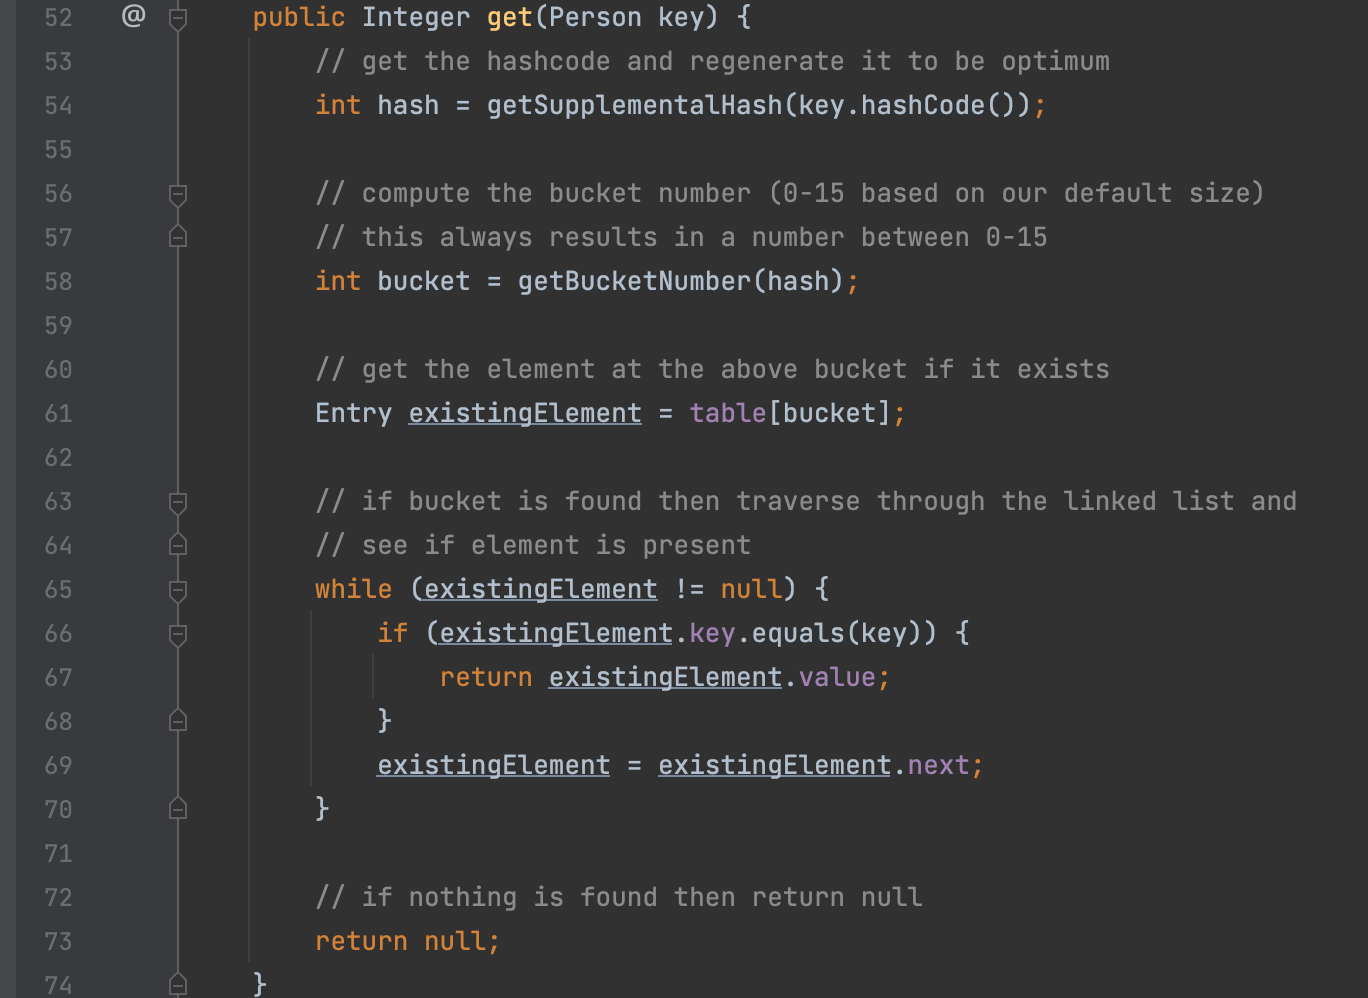 52 @ public Integer get(Person key) {
53 // get the hashcode and regenerate it to be optimum
54 int hash = getSupplementalHash(key.hashCode());
55
56 // compute the bucket number (0-15 based on our default size)
57 // this always results in a number between 0-15
58 int bucket = getBucketNumber(hash);
59
60 // get the element at the above bucket if it exists
61 Entry existingElement = table[bucket];
62
63 // if bucket is found then traverse through the linked list and
64 // see if element is present
65 while (existingElement != null) {
66 if (existingElement.key.equals(key)) {
67 return existingElement.value;
68 }
69 existingElement = existingElement.next;
70 }
71
72 // if nothing is found then return null
73 return null;
74 }